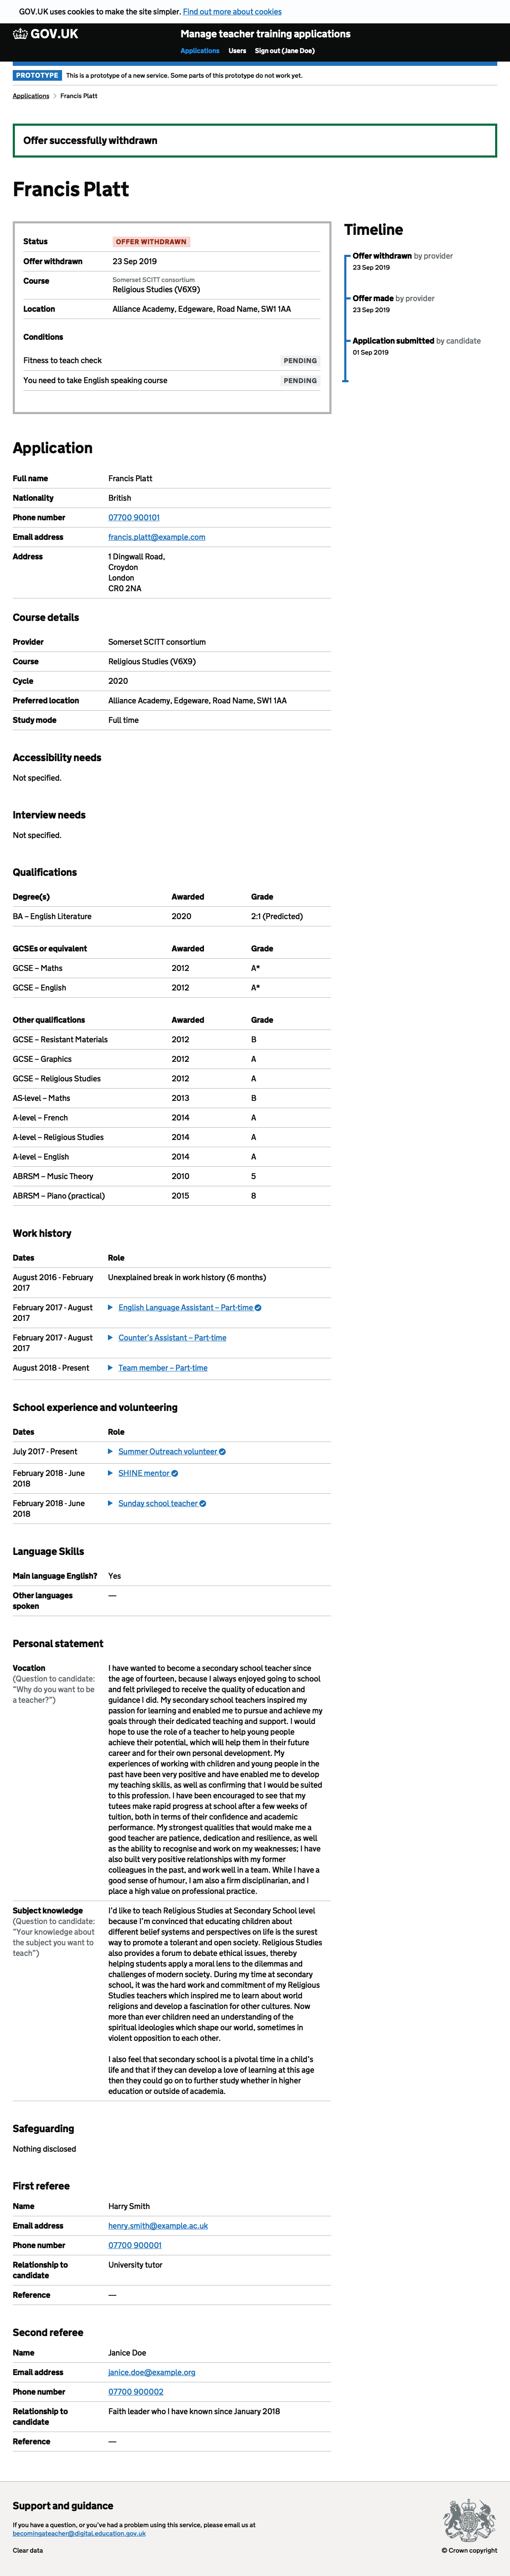 GOV.UK uses cookies to make the site simpler. Find out more about cookies
GOV.UK
Manage teacher training applications
Applications Users Sign out (Jane Doe)
PROTOTYPE This is a prototype of a new service. Some parts of this prototype do not work yet.
Applications > Francis Platt
Offer successfully withdrawn
Francis Platt
Status OFFER WITHDRAWN
Offer withdrawn 23 Sep 2019
Course Somerset SCITT consortium
Religious Studies (V6X9)
Location Alliance Academy, Edgeware, Road Name, SW1 1AA
Conditions
Fitness to teach check PENDING
You need to take English speaking course PENDING
Timeline
Offer withdrawn by provider
23 Sep 2019
Offer made by provider
23 Sep 2019
Application submitted by candidate
01 Sep 2019
Application
Full name Francis Platt
Nationality British
Phone number 07700 900101
Email address francis.platt@example.com
Address 1 Dingwall Road,
Croydon
London
CR0 2NA
Course details
Provider Somerset SCITT consortium
Course Religious Studies (V6X9)
Cycle 2020
Preferred location Alliance Academy, Edgeware, Road Name, SW1 1AA
Study mode Full time
Accessibility needs
Not specified.
Interview needs
Not specified.
Qualifications
Degree(s) Awarded Grade
BA – English Literature 2020 2:1 (Predicted)
GCSEs or equivalent Awarded Grade
GCSE – Maths 2012 A*
GCSE – English 2012 A*
Other qualifications Awarded Grade
GCSE – Resistant Materials 2012 B
GCSE – Graphics 2012 A
GCSE – Religious Studies 2012 A
AS-level – Maths 2013 B
A-level – French 2014 A
A-level – Religious Studies 2014 A
A-level – English 2014 A
ABRSM – Music Theory 2010 5
ABRSM – Piano (practical) 2015 8
Work history
Dates Role
August 2016 - February 2017 Unexplained break in work history (6 months)
February 2017 - August 2017 English Language Assistant – Part-time
February 2017 - August 2017 Counter's Assistant – Part-time
August 2018 - Present Team member – Part-time
School experience and volunteering
Dates Role
July 2017 - Present Summer Outreach volunteer
February 2018 - June 2018 SHINE mentor
February 2018 - June 2018 Sunday school teacher
Language Skills
Main language English? Yes
Other languages spoken —
Personal statement
Vocation
(Question to candidate:
"Why do you want to be
a teacher?")
I have wanted to become a secondary school teacher since
the age of fourteen, because I always enjoyed going to school
and felt privileged to receive the quality of education and
guidance I did. My secondary school teachers inspired my
passion for learning and enabled me to pursue and achieve my
goals through their dedicated teaching and support. I would
hope to use the role of a teacher to help young people
achieve their potential, which will help them in their future
career and for their own personal development. My
experiences of working with children and young people in the
past have been very positive and have enabled me to develop
my teaching skills, as well as confirming that I would be suited
to this profession. I have been encouraged to see that my
tutees make rapid progress at school after a few weeks of
tuition, both in terms of their confidence and academic
performance. My strongest qualities that would make me a
good teacher are patience, dedication and resilience, as well
as the ability to recognise and work on my weaknesses; I have
also built very positive relationships with my former
colleagues in the past, and work well in a team. While I have a
good sense of humour, I am also a firm disciplinarian, and I
place a high value on professional practice.
Subject knowledge
(Question to candidate:
"Your knowledge about
the subject you want to
teach")
I'd like to teach Religious Studies at Secondary School level
because I'm convinced that educating children about
different belief systems and perspectives on life is the surest
way to promote a tolerant and open society. Religious Studies
also provides a forum to debate ethical issues, thereby
helping students apply a moral lens to the dilemmas and
challenges of modern society. During my time at secondary
school, it was the hard work and commitment of my Religious
Studies teachers which inspired me to learn about world
religions and develop a fascination for other cultures. Now
more than ever children need an understanding of the
spiritual ideologies which shape our world, sometimes in
violent opposition to each other.
I also feel that secondary school is a pivotal time in a child's
life and that if they can develop a love of learning at this age
then they could go on to further study whether in higher
education or outside of academia.
Safeguarding
Nothing disclosed
First referee
Name Harry Smith
Email address henry.smith@example.ac.uk
Phone number 07700 900001
Relationship to candidate University tutor
Reference —
Second referee
Name Janice Doe
Email address janice.doe@example.org
Phone number 07700 900002
Relationship to candidate Faith leader who I have known since January 2018
Reference —
Support and guidance
If you have a question, or you've had a problem using this service, please email us at
becomingateacher@digital.education.gov.uk
Clear data
© Crown copyright